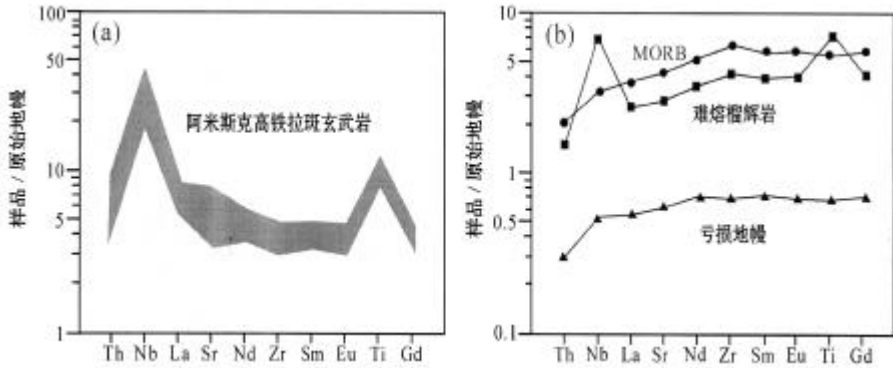 (a)
100
50
10
5
1
样品 / 原始地幔
阿米斯克高铁拉斑玄武岩
Th Nb La Sr Nd Zr Sm Eu Ti Gd
(b)
10
5
1
0.5
0.1
样品 / 原始地幔
MORB
难熔榴辉岩
亏损地幔
Th Nb La Sr Nd Zr Sm Eu Ti Gd